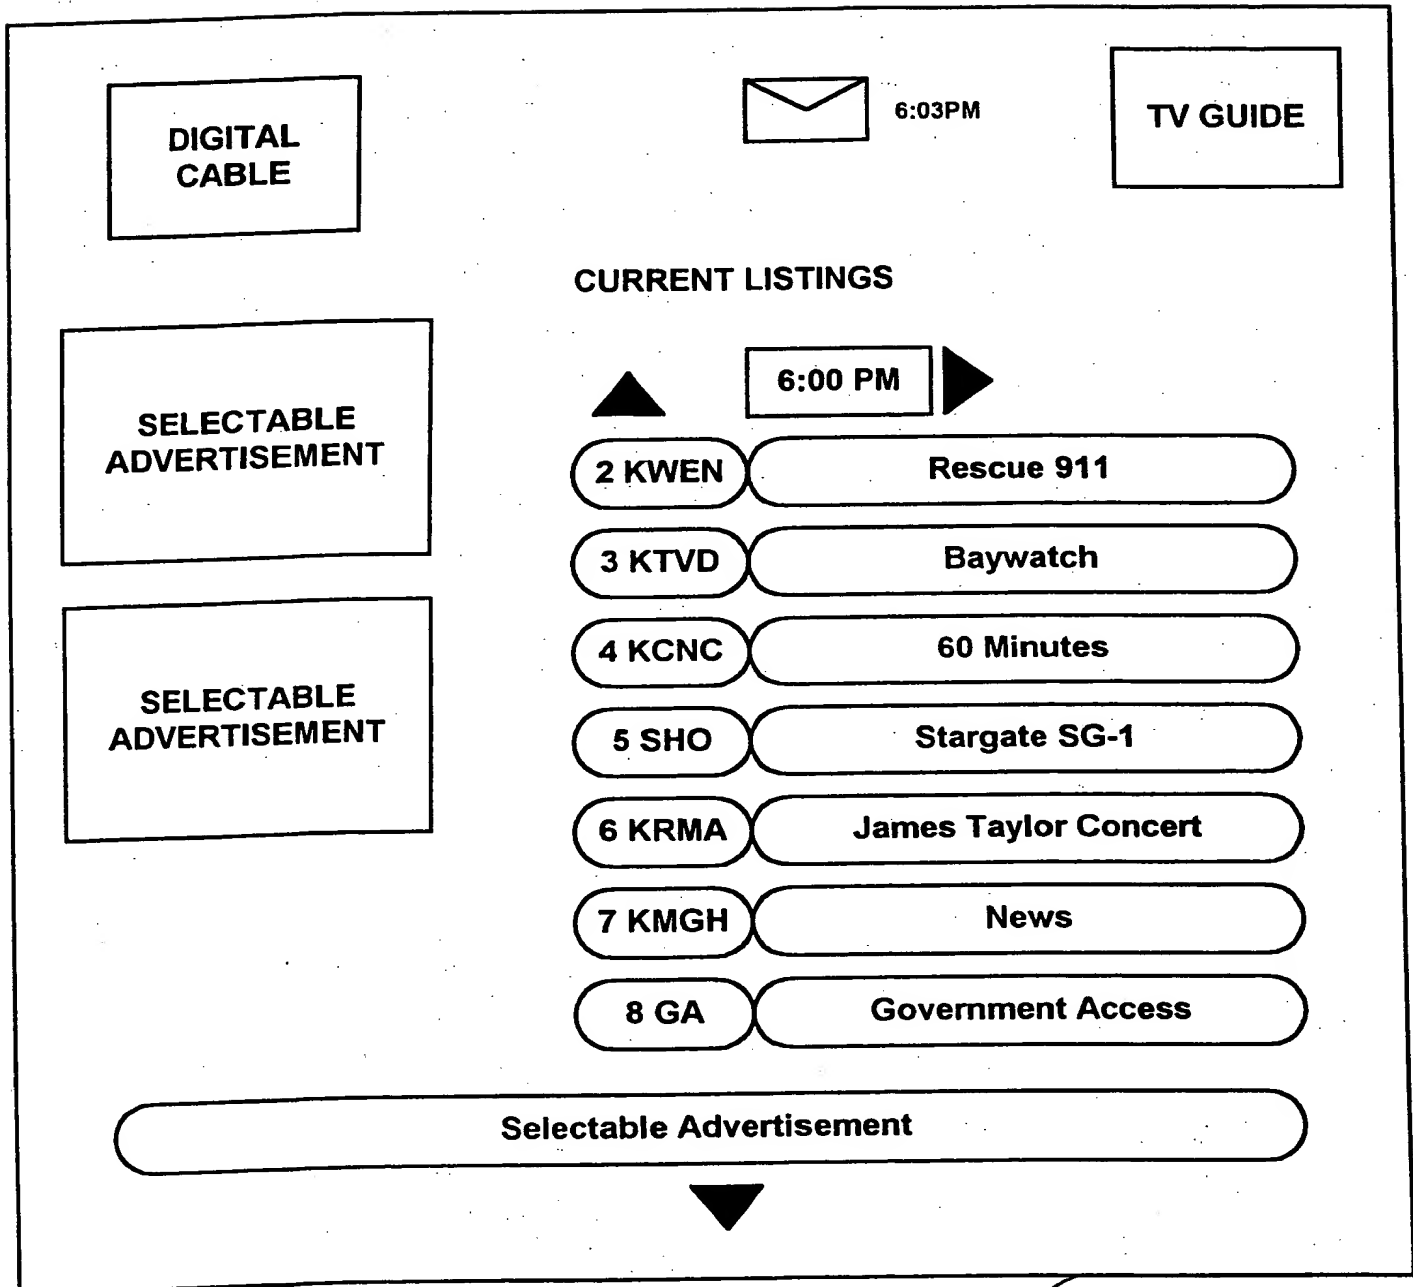 DIGITAL
CABLE
6:03PM
TV GUIDE
CURRENT LISTINGS
6:00 PM
SELECTABLE
ADVERTISEMENT
SELECTABLE
ADVERTISEMENT
2 KWEN Rescue 911
3 KTVD Baywatch
4 KCNC 60 Minutes
5 SHO Stargate SG-1
6 KRMA James Taylor Concert
7 KMGH News
8 GA Government Access
Selectable Advertisement